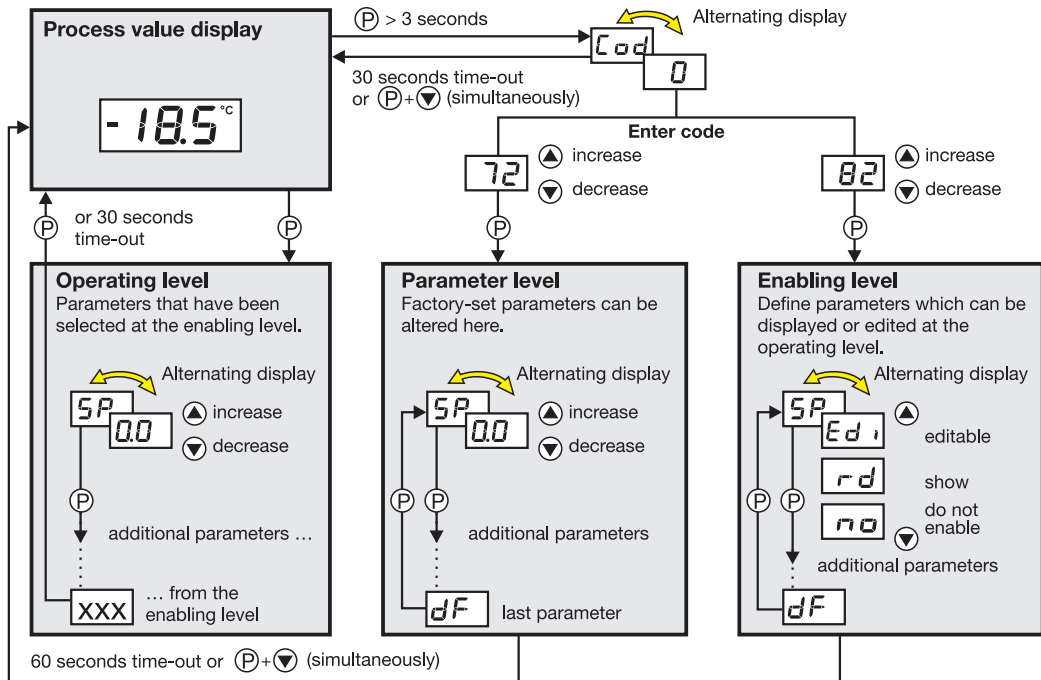 Process value display
-18.5 °C
P > 3 seconds
30 seconds time-out
or P+▼ (simultaneously)
Cod
0
Alternating display
Enter code
72
▲ increase
▼ decrease
82
▲ increase
▼ decrease
P
or 30 seconds
time-out
P
P
P
Operating level
Parameters that have been
selected at the enabling level.
Alternating display
SP
0.0
▲ increase
▼ decrease
P
additional parameters ...
xxx
... from the
enabling level
Parameter level
Factory-set parameters can be
altered here.
Alternating display
SP
0.0
▲ increase
▼ decrease
P P
additional parameters
dF
last parameter
Enabling level
Define parameters which can be
displayed or edited at the
operating level.
Alternating display
SP
Edi
▲
editable
rd
show
no
do not
enable
▼
P P
additional parameters
dF
60 seconds time-out or P+▼ (simultaneously)